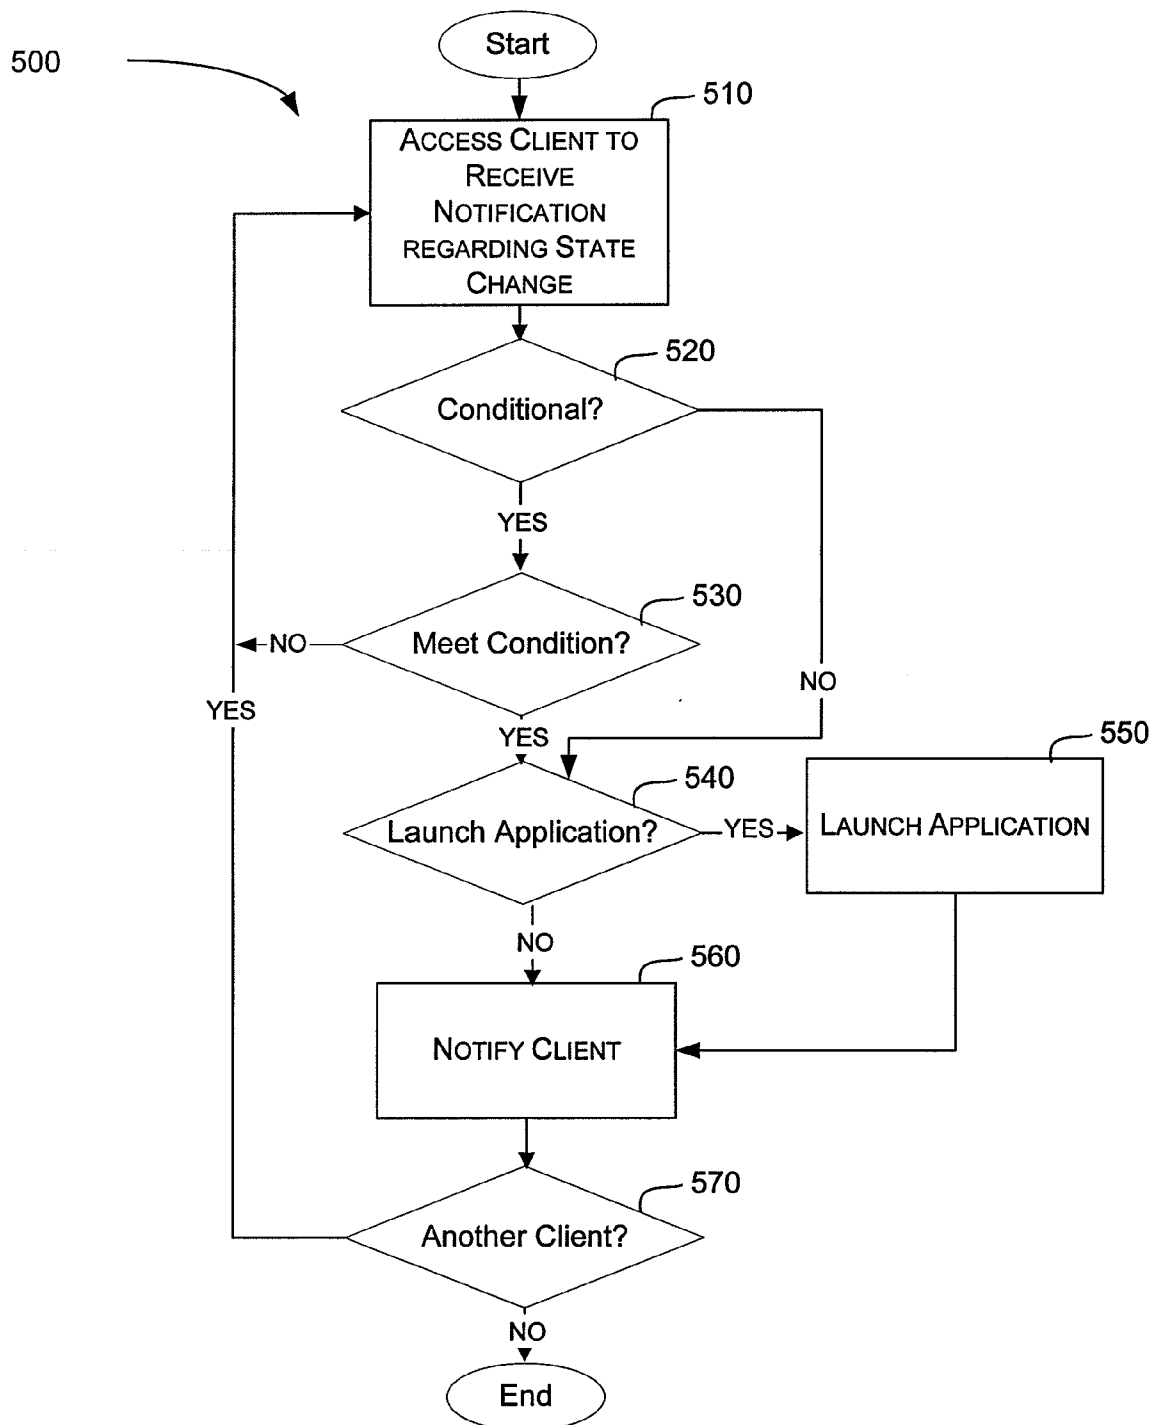 Start
500
510
ACCESS CLIENT TO
RECEIVE
NOTIFICATION
REGARDING STATE
CHANGE
520
Conditional?
YES
530
Meet Condition?
NO
NO
YES
YES
550
540
Launch Application?
YES
LAUNCH APPLICATION
NO
560
NOTIFY CLIENT
570
Another Client?
NO
End